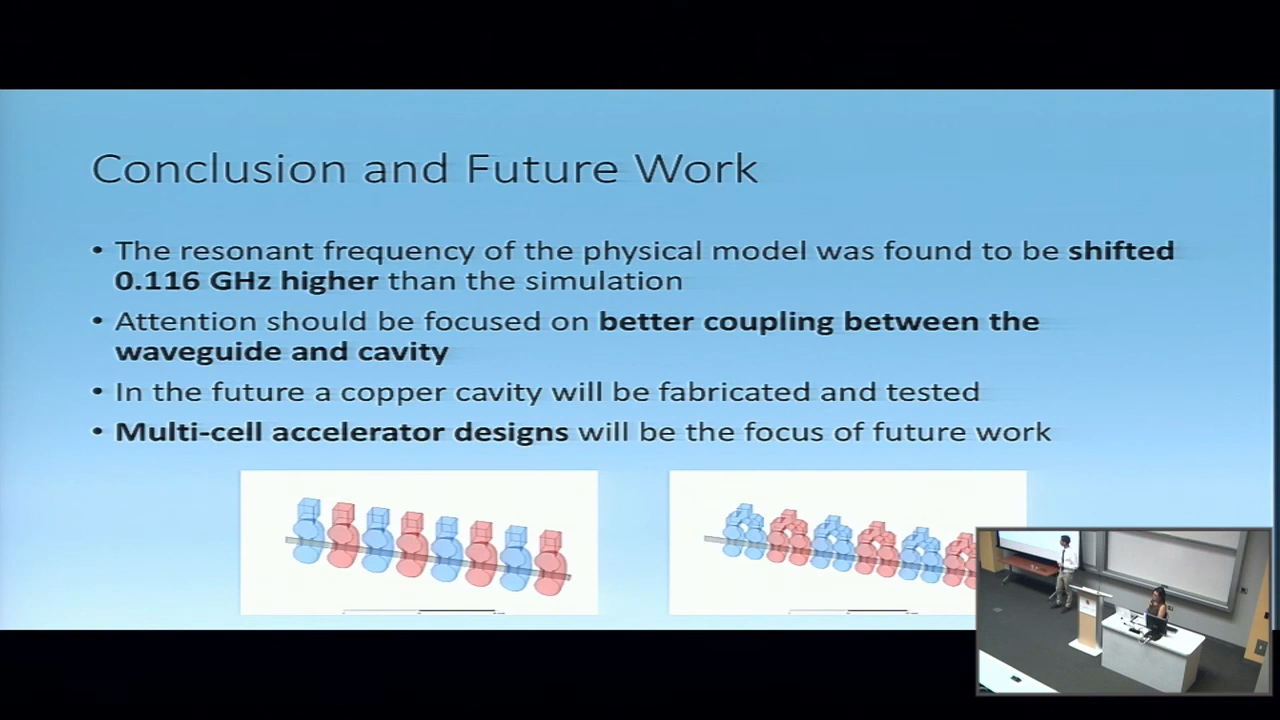 Conclusion and Future Work
• The resonant frequency of the physical model was found to be shifted
0.116 GHz higher than the simulation
• Attention should be focused on better coupling between the
waveguide and cavity
• In the future a copper cavity will be fabricated and tested
• Multi-cell accelerator designs will be the focus of future work